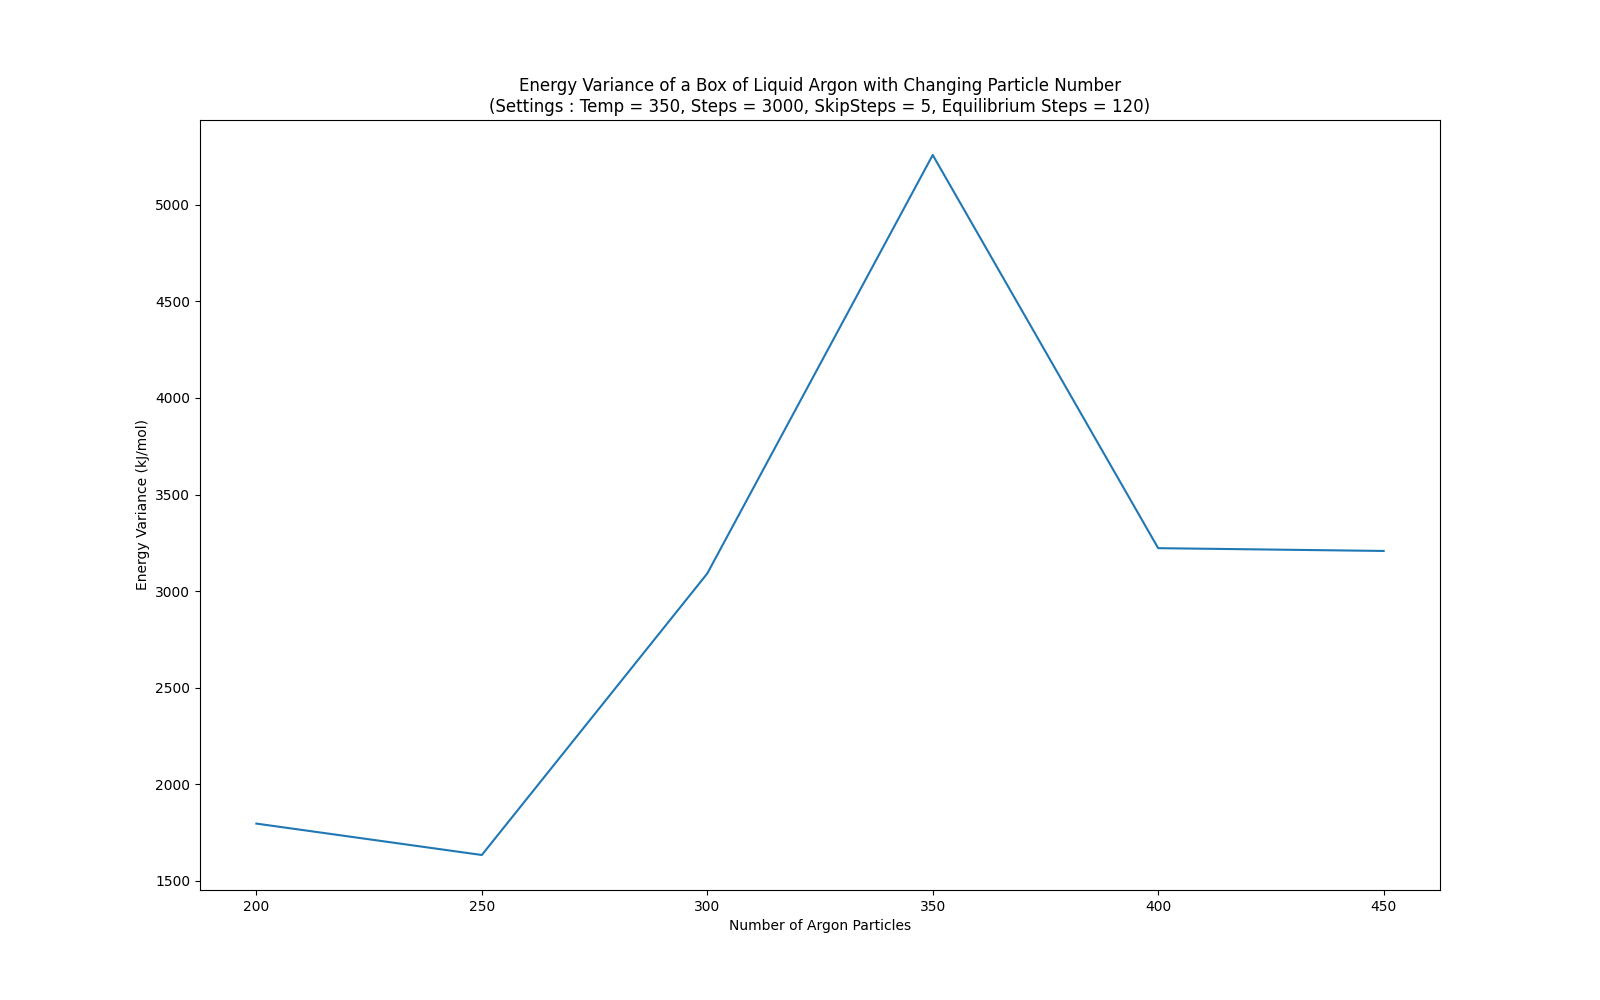 Energy Variance of a Box of Liquid Argon with Changing Particle Number
(Settings : Temp = 350, Steps = 3000, SkipSteps = 5, Equilibrium Steps = 120)
Energy Variance (kJ/mol)
5000
4500
4000
3500
3000
2500
2000
1500
200 250 300 350 400 450
Number of Argon Particles